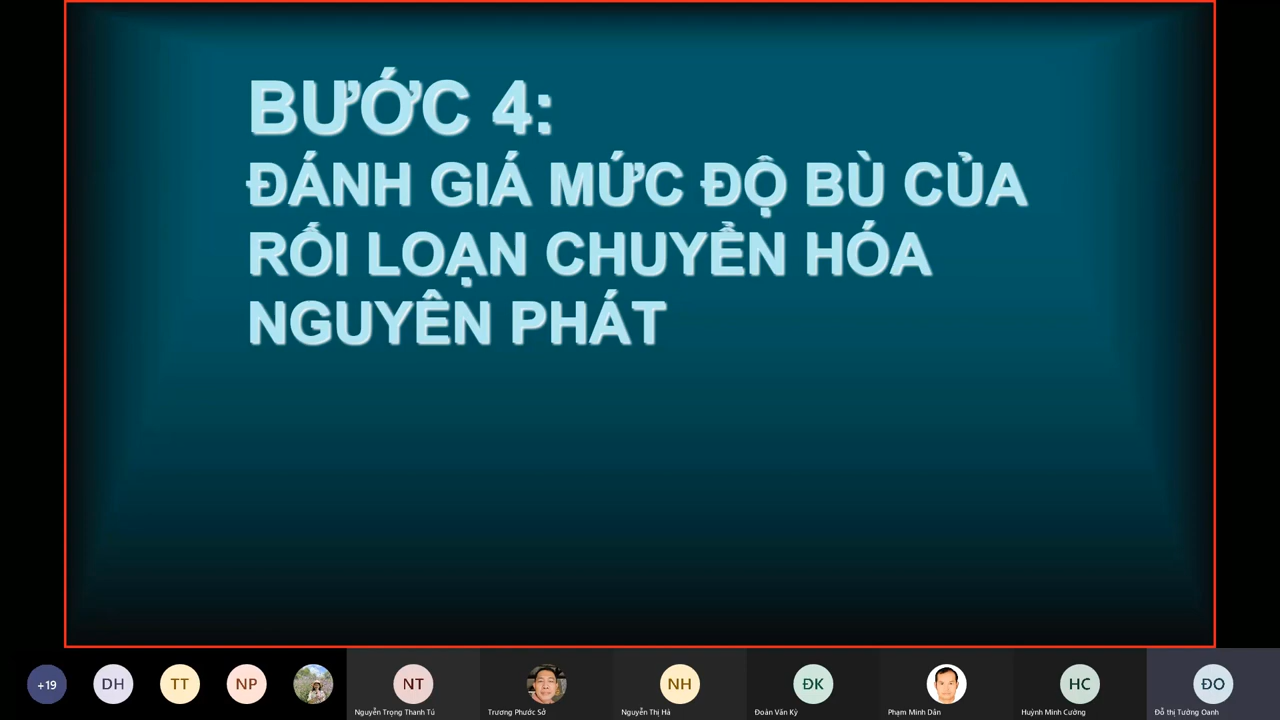 BƯỚC 4:
ĐÁNH GIÁ MỨC ĐỘ BÙ CỦA
RỐI LOẠN CHUYỂN HÓA
NGUYÊN PHÁT
+19
DH
TT
NP
NT
NH
ĐK
HC
ĐO
Nguyễn Trọng Thanh Tú
Trương Phước Sở
Nguyễn Thị Hà
Đoàn Văn Kỳ
Phạm Minh Dân
Huỳnh Minh Cường
Đỗ thị Tường Oanh